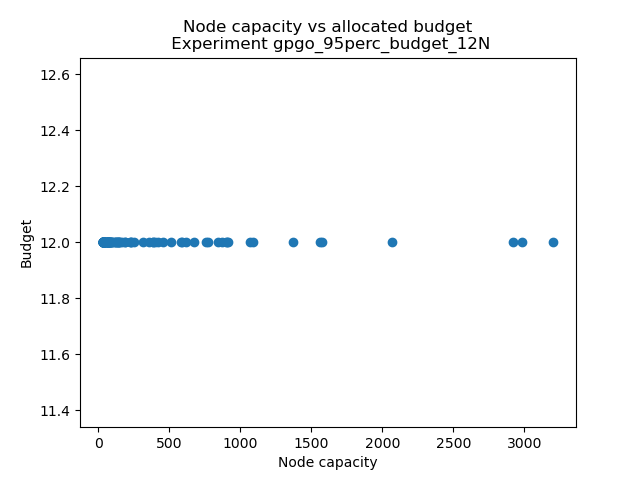 Node capacity vs allocated budget
Experiment gpgo_95perc_budget_12N
12.6
12.4
12.2
12.0
11.8
11.6
11.4
Budget
0 500 1000 1500 2000 2500 3000
Node capacity